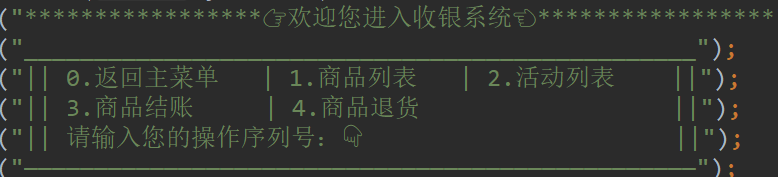 ("*****************👉欢迎您进入收银系统👈*****************
("________________________________________________");
("|| 0.返回主菜单   | 1.商品列表   | 2.活动列表    ||");
("|| 3.商品结账     | 4.商品退货                  ||");
("|| 请输入您的操作序列号：👇                      ||");
("————————————————————————————————");